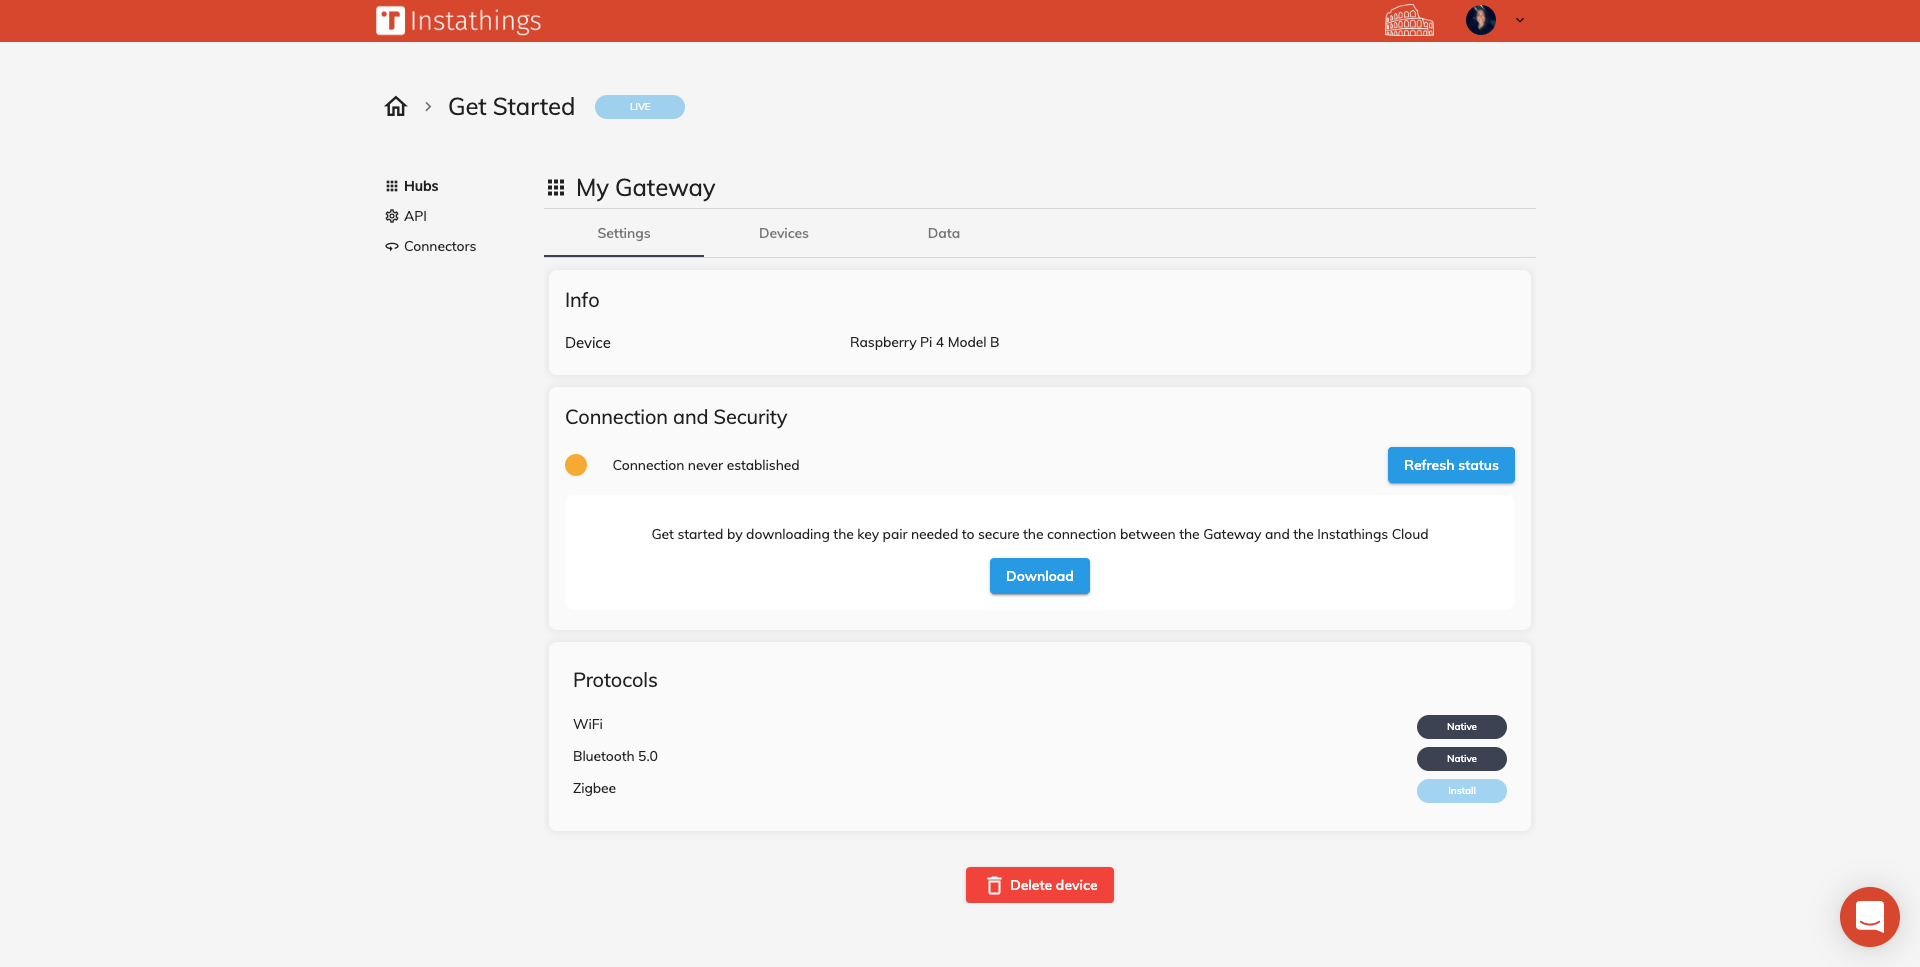 Instathings
Get Started
LIVE
Hubs
API
Connectors
My Gateway
Settings Devices Data
Info
Device Raspberry Pi 4 Model B
Connection and Security
Connection never established
Refresh status
Get started by downloading the key pair needed to secure the connection between the Gateway and the Instathings Cloud
Download
Protocols
WiFi Native
Bluetooth 5.0 Native
Zigbee Install
Delete device